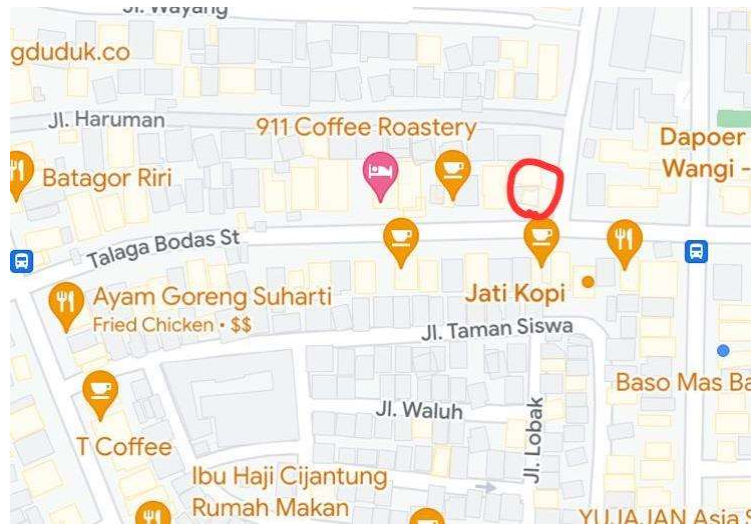 Jl. Wayang
gduduk.co
Jl. Haruman
911 Coffee Roastery
Dapoer
Wangi -
Batagor Riri
Talaga Bodas St
Ayam Goreng Suharti
Fried Chicken • $$
Jati Kopi
Jl. Taman Siswa
Baso Mas Ba
Jl. Waluh
Jl. Lobak
T Coffee
Ibu Haji Cijantung
Rumah Makan
YUJAJAN Asia S